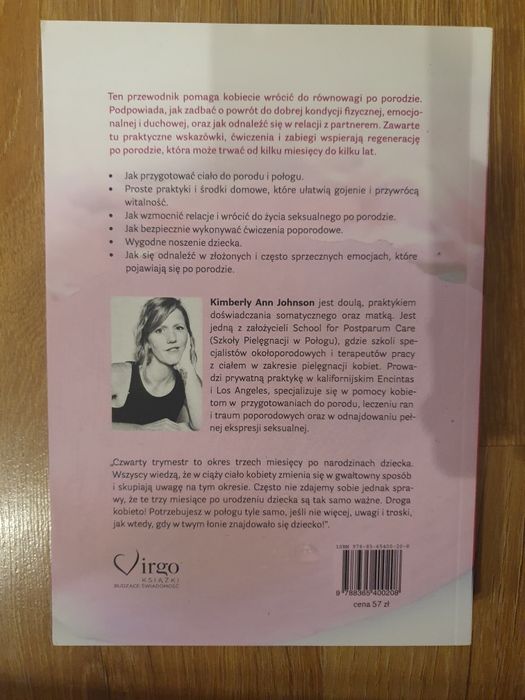 Ten przewodnik pomaga kobiecie wrócić do równowagi po porodzie.
Podpowiada, jak zadbać o powrót do dobrej kondycji fizycznej, emocjo-
nalnej i duchowej, oraz jak odnaleźć się w relacji z partnerem. Zawarte
tu praktyczne wskazówki, ćwiczenia i zabiegi wspierają regenerację
po porodzie, która może trwać od kilku miesięcy do kilku lat.
• Jak przygotować ciało do porodu i połogu.
• Proste praktyki i środki domowe, które ułatwią gojenie i przywrócą
witalność.
• Jak wzmocnić relacje i wrócić do życia seksualnego po porodzie.
• Jak bezpiecznie wykonywać ćwiczenia poporodowe.
• Wygodne noszenie dziecka.
• Jak się odnaleźć w złożonych i często sprzecznych emocjach, które
pojawiają się po porodzie.
Kimberly Ann Johnson jest doulą, praktykiem
doświadczania somatycznego oraz matką. Jest
jedną z założycieli School for Postparum Care
(Szkoły Pielęgnacji w Połogu), gdzie szkoli spe-
cjalistów okołoporodowych i terapeutów pracy
z ciałem w zakresie pielęgnacji kobiet. Prowa-
dzi prywatną praktykę w kalifornijskim Encintas
i Los Angeles, specjalizuje się w pomocy kobie-
tom w przygotowaniach do porodu, leczeniu ran
i traum poporodowych oraz w odnajdowaniu peł-
nej ekspresji seksualnej.
„Czwarty trymestr to okres trzech miesięcy po narodzinach dziecka.
Wszyscy wiedzą, że w ciąży ciało kobiety zmienia się w gwałtowny sposób
i skupiają uwagę na tym okresie. Często nie zdajemy sobie jednak spra-
wy, że te trzy miesiące po urodzeniu dziecka są tak samo ważne. Droga
kobieto! Potrzebujesz w połogu tyle samo, jeśli nie więcej, uwagi i troski,
jak wtedy, gdy w twym łonie znajdowało się dziecko!”.
Virgo
KSIĄŻKI
BUDZĄCE ŚWIADOMOŚĆ
ISBN 978-83-65400-20-8
9 788365 400208
cena 57 zł